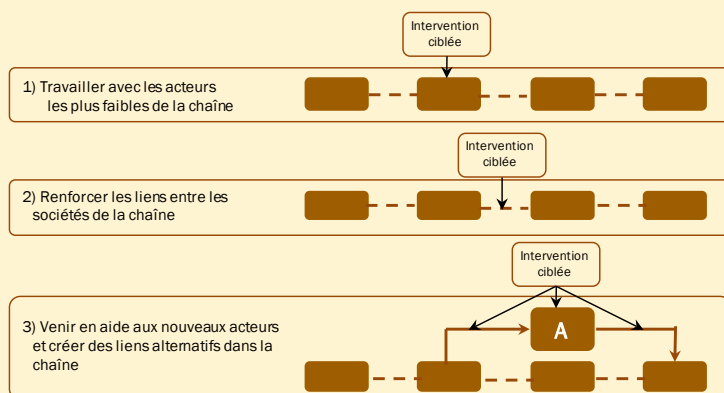 Intervention
ciblée
1) Travailler avec les acteurs
les plus faibles de la chaîne
Intervention
ciblée
2) Renforcer les liens entre les
sociétés de la chaîne
Intervention
ciblée
3) Venir en aide aux nouveaux acteurs
et créer des liens alternatifs dans la
chaîne
A